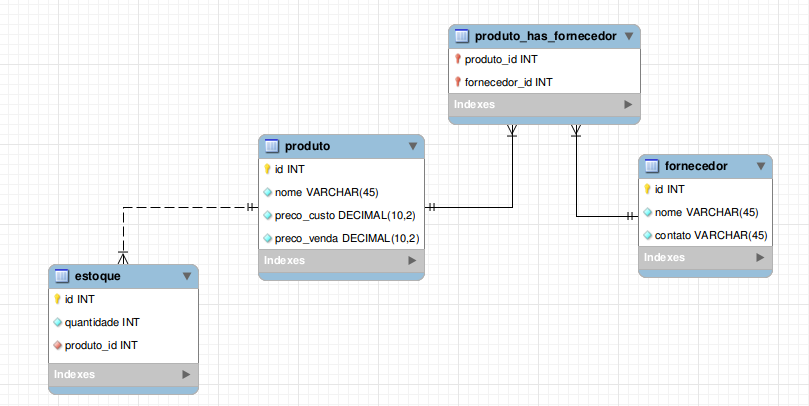 produto_has_fornecedor
produto_id INT
fornecedor_id INT
Indexes
produto
id INT
nome VARCHAR(45)
preco_custo DECIMAL(10,2)
preco_venda DECIMAL(10,2)
Indexes
fornecedor
id INT
nome VARCHAR(45)
contato VARCHAR(45)
Indexes
estoque
id INT
quantidade INT
produto_id INT
Indexes